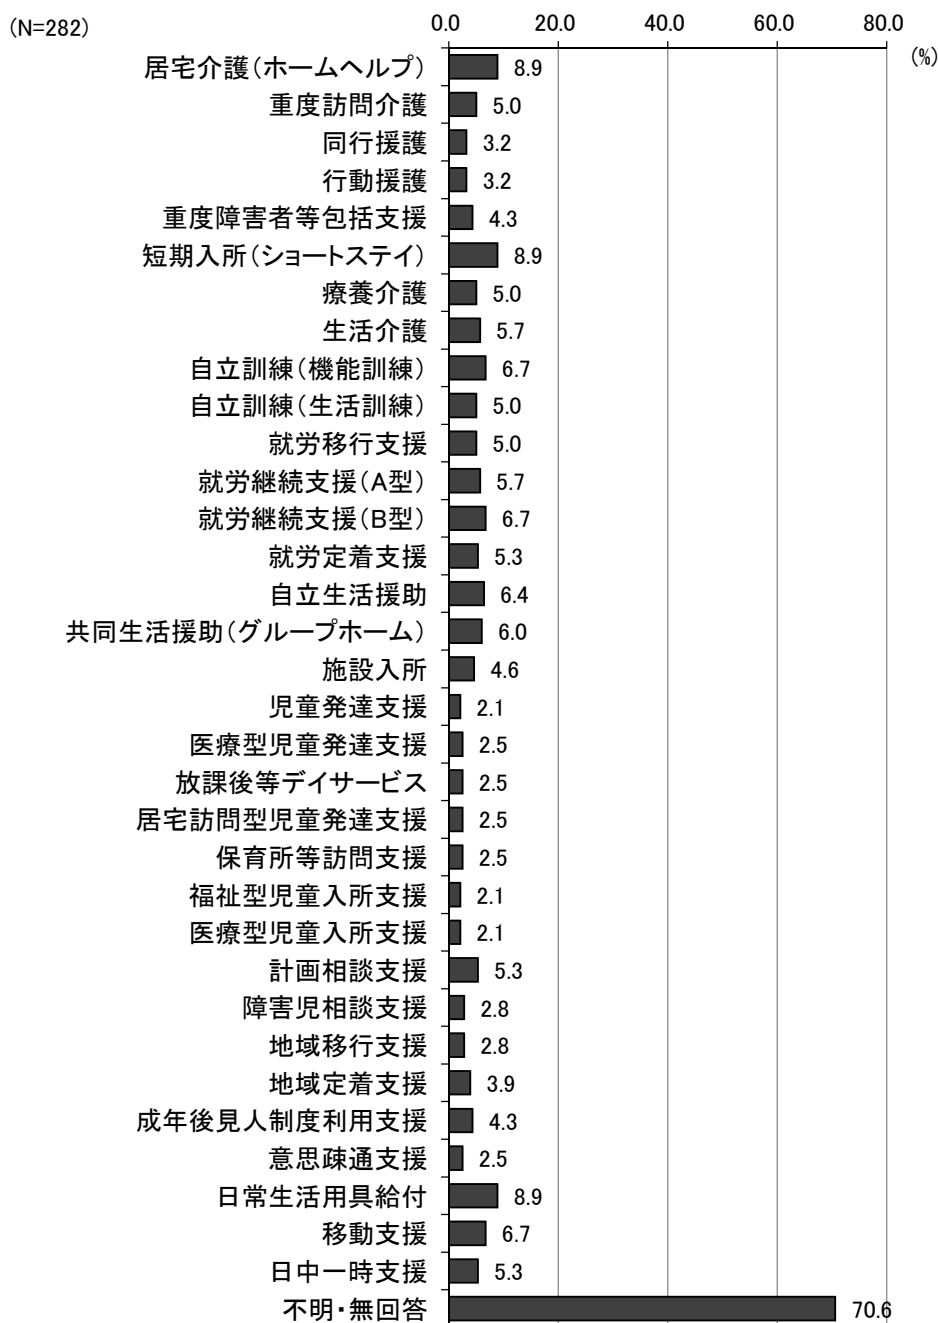 (N=282)
0.0 20.0 40.0 60.0 80.0
(%)
居宅介護(ホームヘルプ) 8.9
重度訪問介護 5.0
同行援護 3.2
行動援護 3.2
重度障害者等包括支援 4.3
短期入所(ショートステイ) 8.9
療養介護 5.0
生活介護 5.7
自立訓練(機能訓練) 6.7
自立訓練(生活訓練) 5.0
就労移行支援 5.0
就労継続支援(A型) 5.7
就労継続支援(B型) 6.7
就労定着支援 5.3
自立生活援助 6.4
共同生活援助(グループホーム) 6.0
施設入所 4.6
児童発達支援 2.1
医療型児童発達支援 2.5
放課後等デイサービス 2.5
居宅訪問型児童発達支援 2.5
保育所等訪問支援 2.5
福祉型児童入所支援 2.1
医療型児童入所支援 2.1
計画相談支援 5.3
障害児相談支援 2.8
地域移行支援 2.8
地域定着支援 3.9
成年後見人制度利用支援 4.3
意思疎通支援 2.5
日常生活用具給付 8.9
移動支援 6.7
日中一時支援 5.3
不明・無回答 70.6